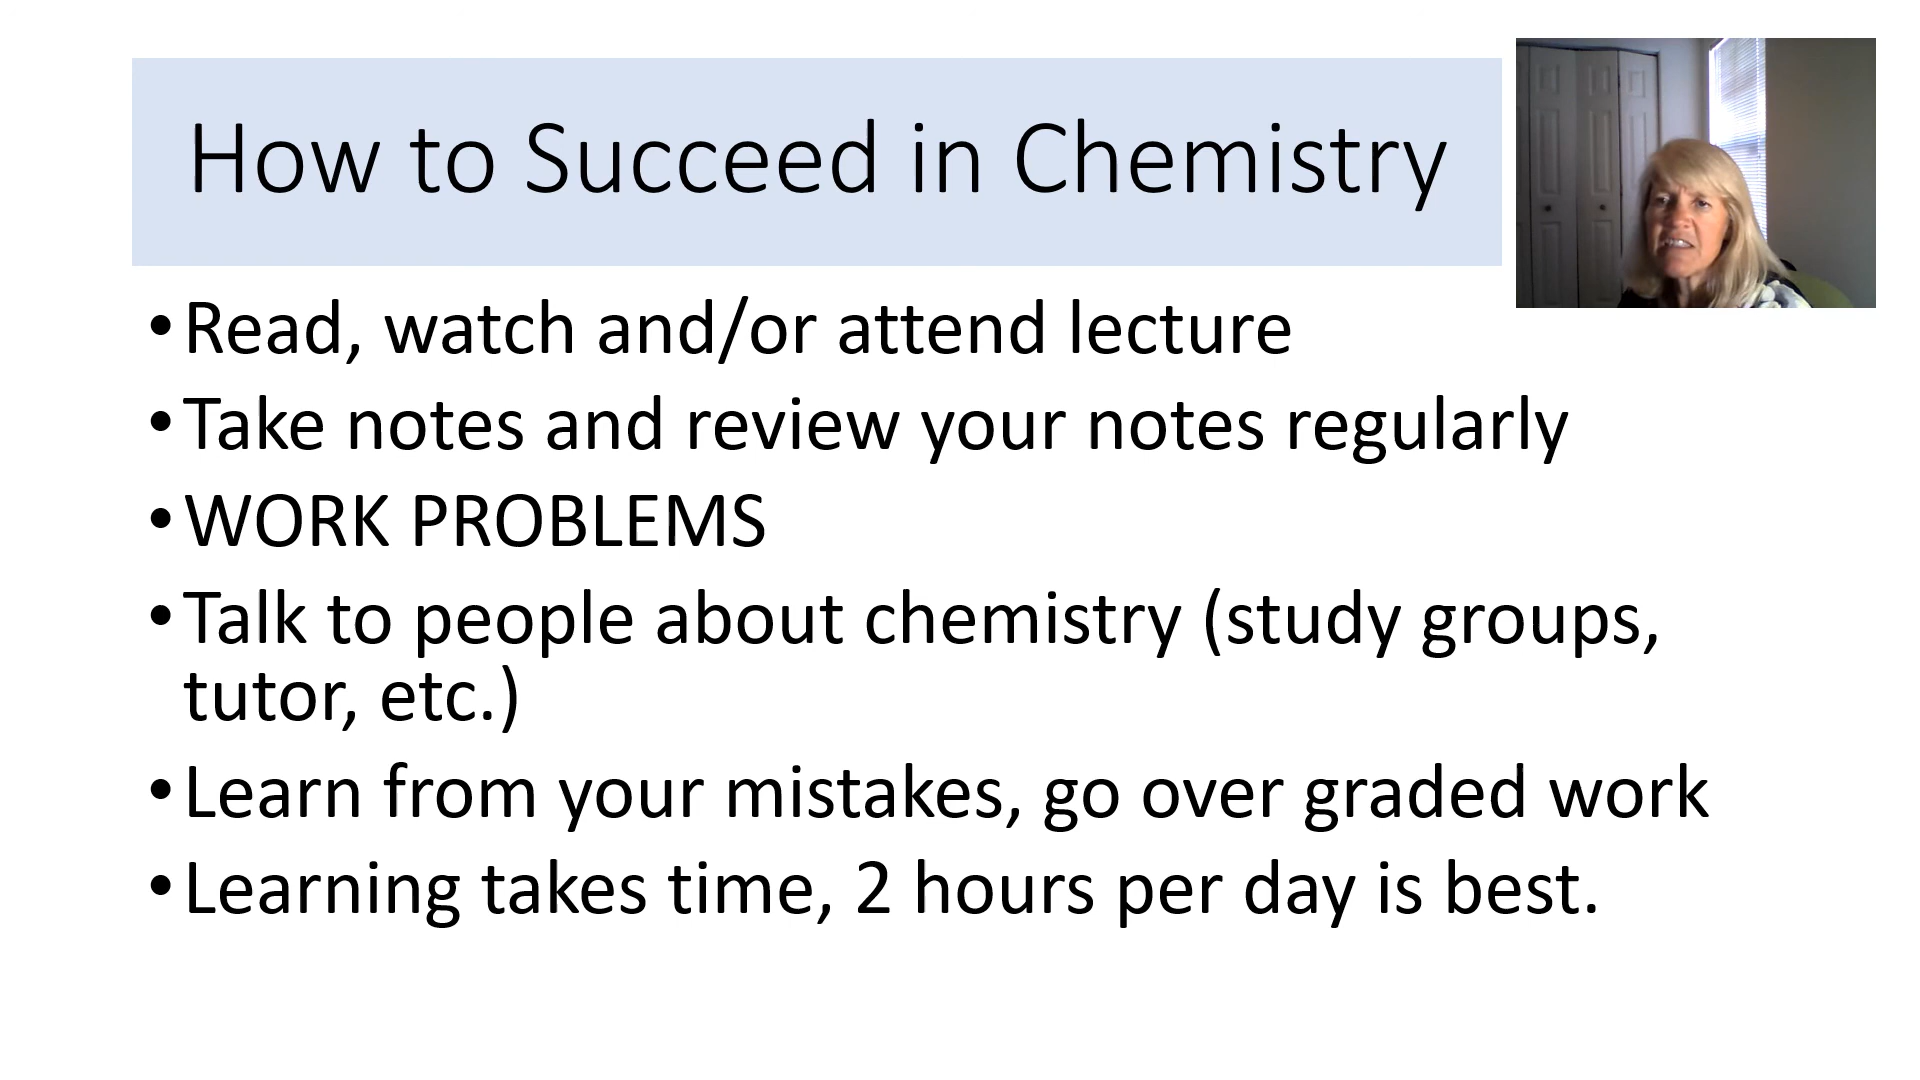 How to Succeed in Chemistry
•Read, watch and/or attend lecture
•Take notes and review your notes regularly
•WORK PROBLEMS
•Talk to people about chemistry (study groups,
tutor, etc.)
•Learn from your mistakes, go over graded work
•Learning takes time, 2 hours per day is best.